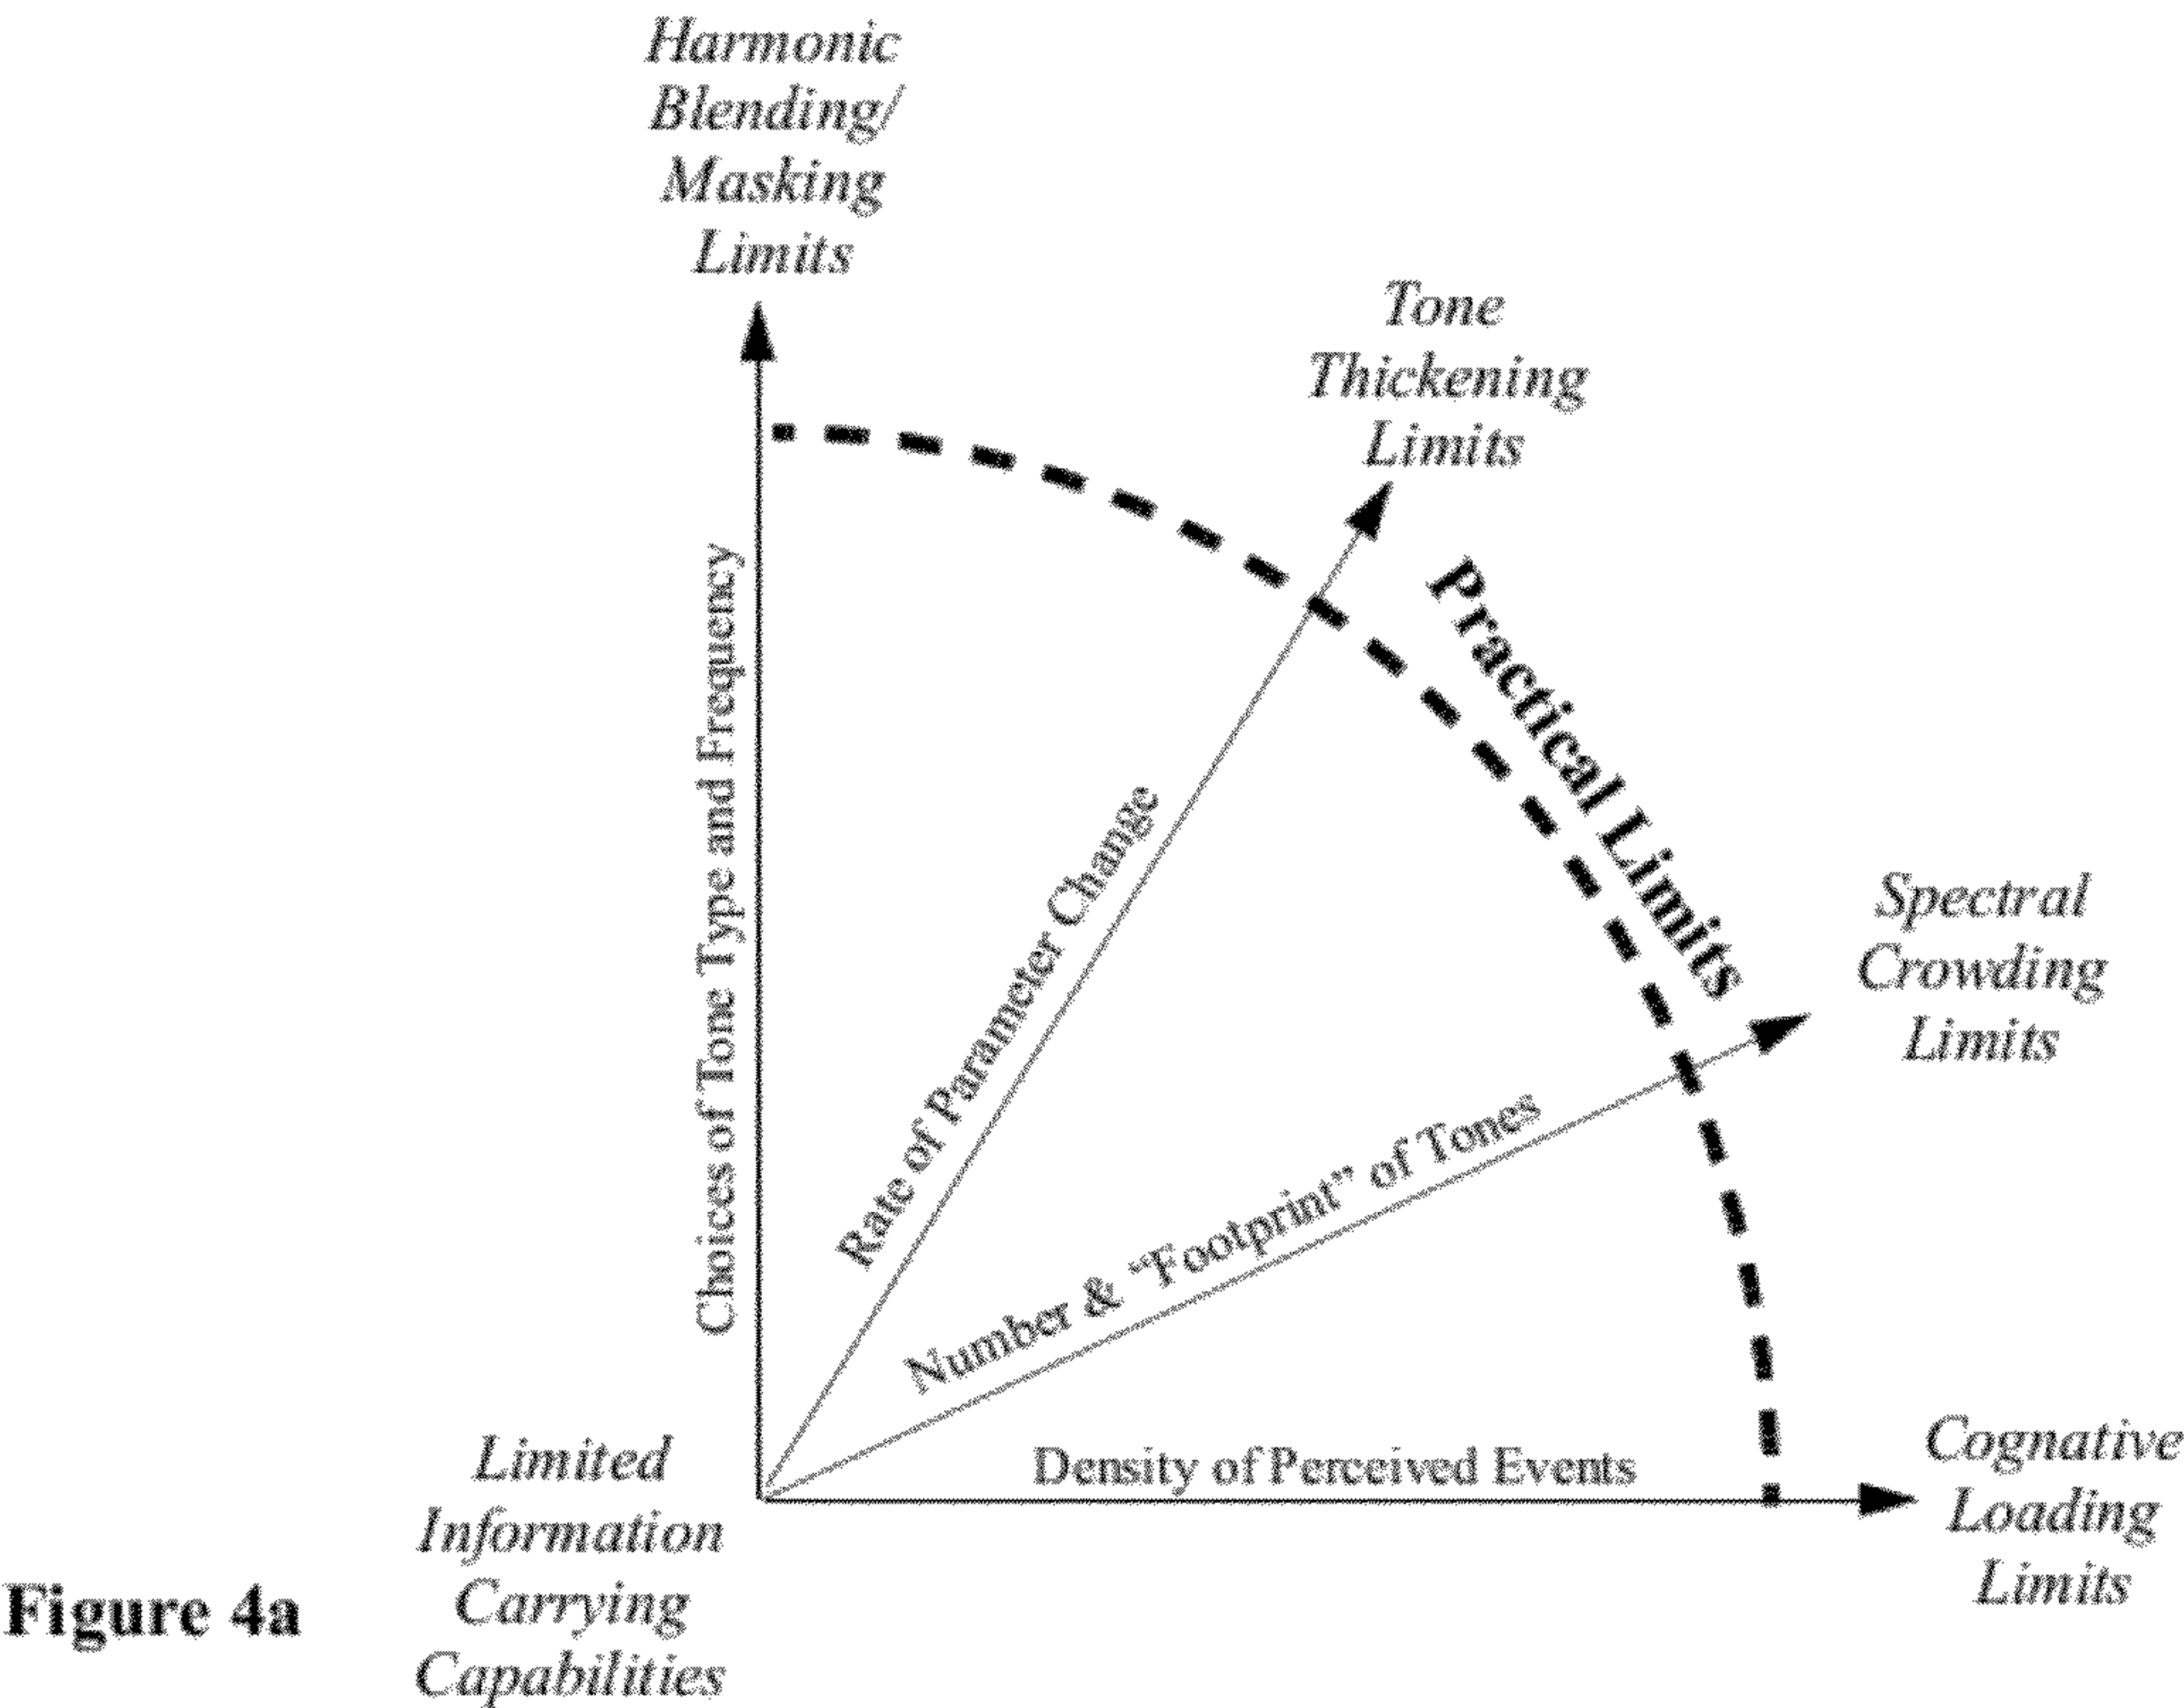 Harmonic
Blending/
Masking
Limits
Tone
Thickening
Limits
Practical Limits
Choices of Tone Type and Frequency
Rate of Parameter Change
Number & “Footprint” of Tones
Spectral
Crowding
Limits
Density of Perceived Events
Cognative
Loading
Limits
Limited
Information
Carrying
Capabilities
Figure 4a